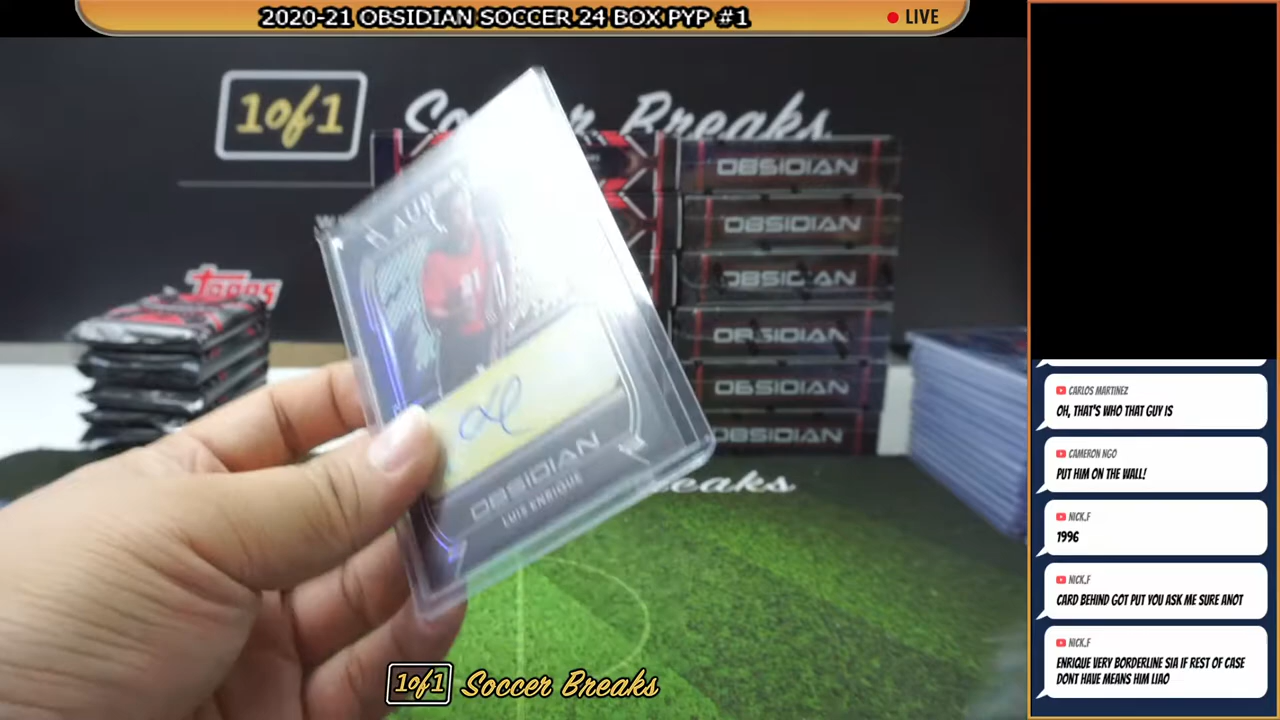 2020-21 OBSIDIAN SOCCER 24 BOX PYP #1
LIVE
1of1
Soccer Breaks
Topps
OBSIDIAN
OBSIDIAN
OBSIDIAN
OBSIDIAN
OBSIDIAN
OBSIDIAN
OBSIDIAN
LUIS ENRIQUE
Breaks
1of1 Soccer Breaks
CARLOS MARTINEZ
OH, THAT'S WHO THAT GUY IS
CAMERON NGO
PUT HIM ON THE WALL!
NICK.F
1996
NICK.F
CARD BEHIND GOT PUT YOU ASK ME SURE ANOT
NICK.F
ENRIQUE VERY BORDERLINE SIA IF REST OF CASE
DONT HAVE MEANS HIM LIAO